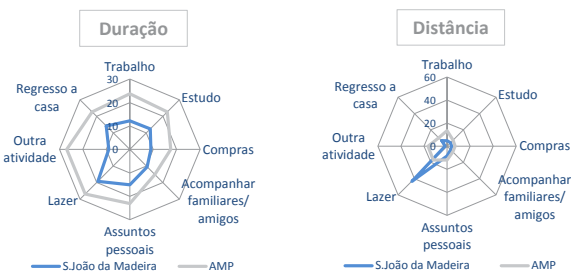 Duração
Trabalho
30
20
10
0
Estudo
Compras
Acompanhar
familiares/
amigos
Assuntos
pessoais
Lazer
Outra
atividade
Regresso a
casa
S.João da Madeira
AMP
Distância
Trabalho
60
40
20
0
Estudo
Compras
Acompanhar
familiares/
amigos
Assuntos
pessoais
Lazer
Outra
atividade
Regresso a
casa
S.João da Madeira
AMP